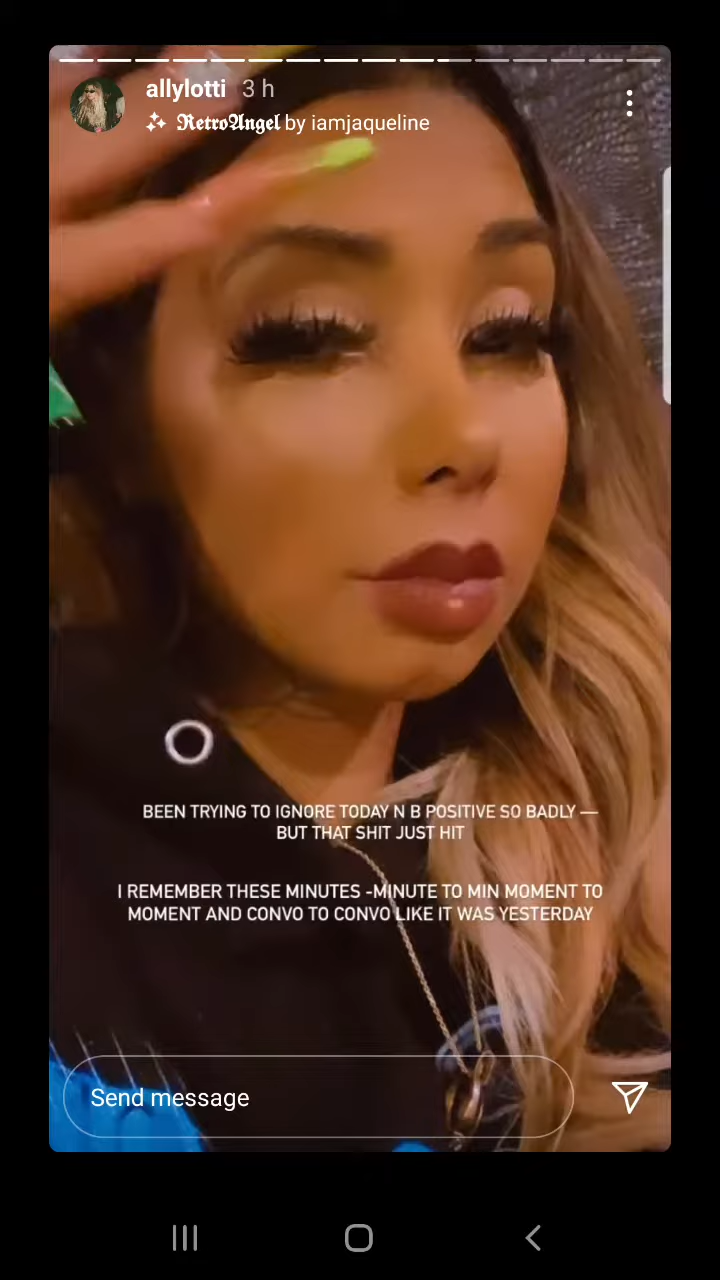 allylotti 3 h
RetroAngel by iamjaqueline
BEEN TRYING TO IGNORE TODAY N B POSITIVE SO BADLY —
BUT THAT SHIT JUST HIT
I REMEMBER THESE MINUTES -MINUTE TO MIN MOMENT TO
MOMENT AND CONVO TO CONVO LIKE IT WAS YESTERDAY
Send message